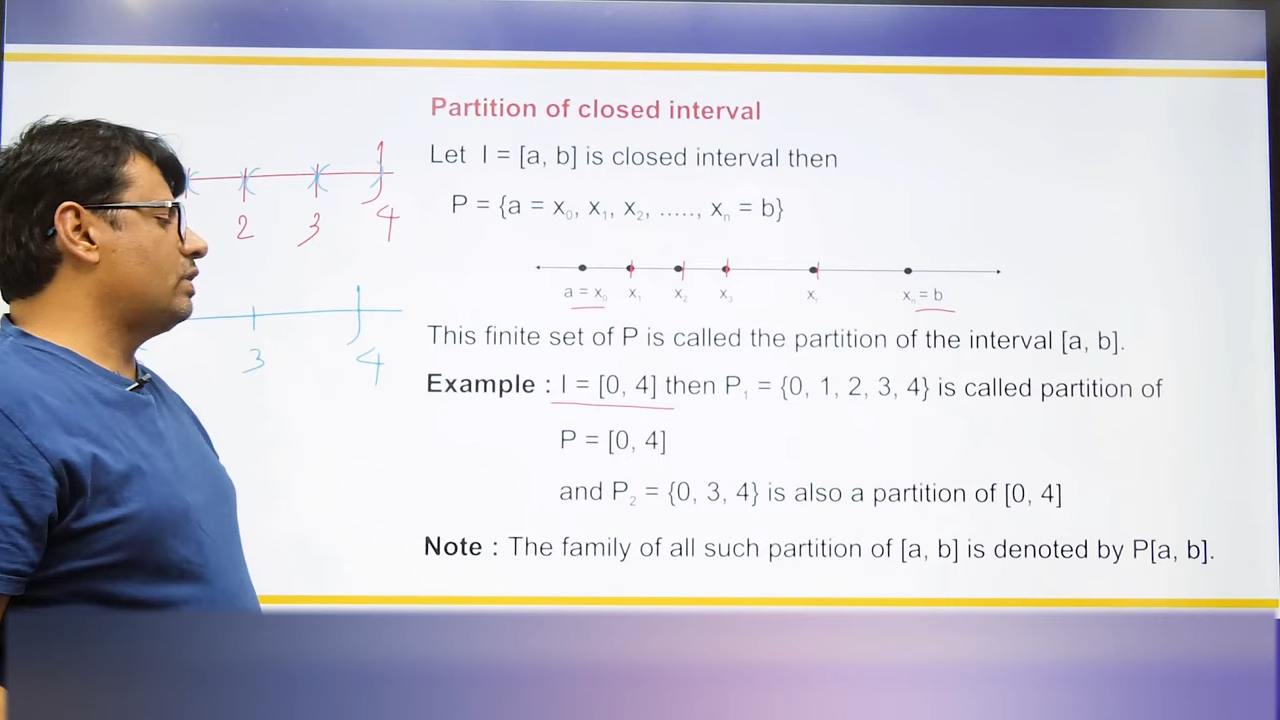 Partition of closed interval
Let I = [a, b] is closed interval then
P = {a = x₀, x₁, x₂, ....., xₙ = b}
a = x₀ x₁ x₂ x₃ xᵣ xₙ = b
This finite set of P is called the partition of the interval [a, b].
Example : I = [0, 4] then P₁ = {0, 1, 2, 3, 4} is called partition of
P = [0, 4]
and P₂ = {0, 3, 4} is also a partition of [0, 4]
Note : The family of all such partition of [a, b] is denoted by P[a, b].
2 3 4
3 4